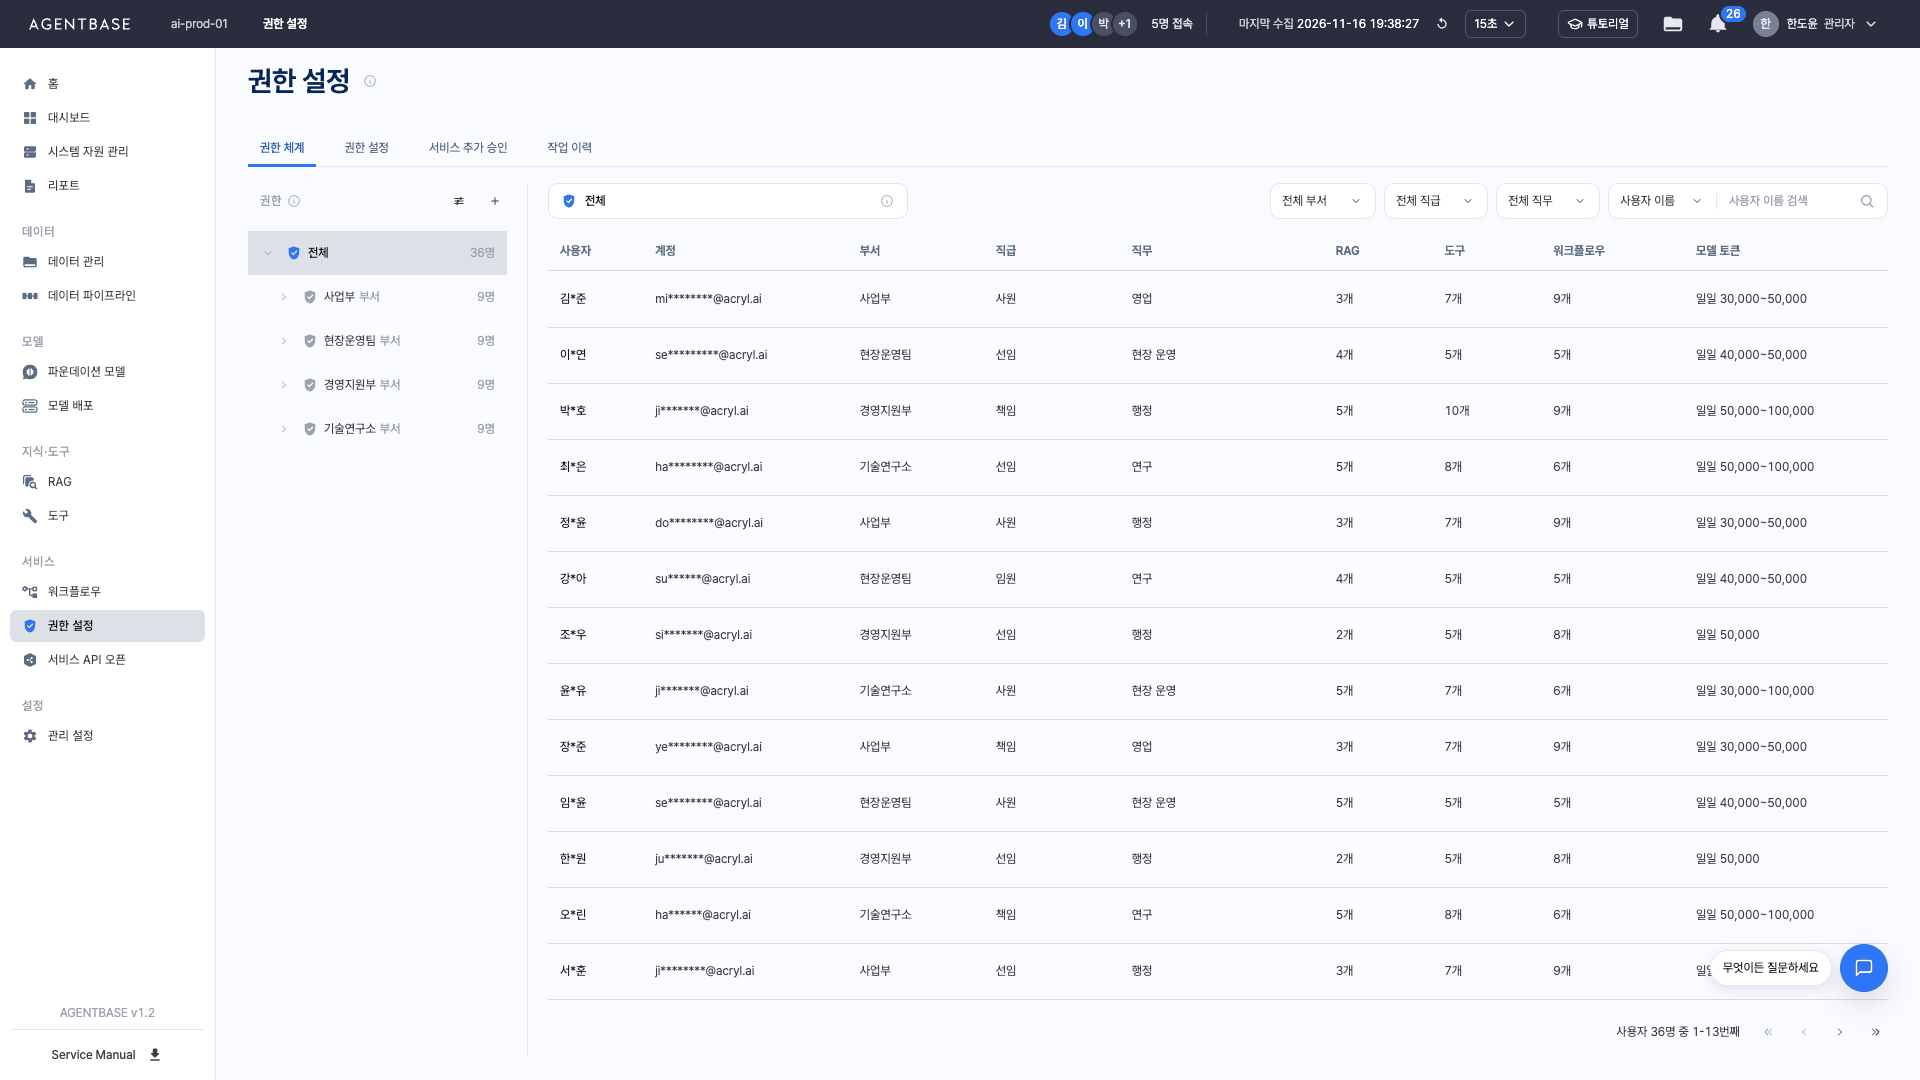 AGENTBASE ai-prod-01 권한 설정 김 이 박 +1 5명 접속 마지막 수집 2026-11-16 19:38:27 15초 튜토리얼 26 한 한도윤 관리자
홈
대시보드
시스템 자원 관리
리포트
데이터
데이터 관리
데이터 파이프라인
모델
파운데이션 모델
모델 배포
지식·도구
RAG
도구
서비스
워크플로우
권한 설정
서비스 API 오픈
설정
관리 설정
AGENTBASE v1.2
Service Manual
권한 설정
권한 체계 권한 설정 서비스 추가 승인 작업 이력
권한
전체 36명
사업부 부서 9명
현장운영팀 부서 9명
경영지원부 부서 9명
기술연구소 부서 9명
전체 전체 부서 전체 직급 전체 직무 사용자 이름 사용자 이름 검색
사용자 계정 부서 직급 직무 RAG 도구 워크플로우 모델 토큰
김*준 mi********@acryl.ai 사업부 사원 영업 3개 7개 9개 일일 30,000~50,000
이*연 se*********@acryl.ai 현장운영팀 선임 현장 운영 4개 5개 5개 일일 40,000~50,000
박*호 ji*******@acryl.ai 경영지원부 책임 행정 5개 10개 9개 일일 50,000~100,000
최*은 ha********@acryl.ai 기술연구소 선임 연구 5개 8개 6개 일일 50,000~100,000
정*윤 do********@acryl.ai 사업부 사원 행정 3개 7개 9개 일일 30,000~50,000
강*아 su******@acryl.ai 현장운영팀 임원 연구 4개 5개 5개 일일 40,000~50,000
조*우 si*******@acryl.ai 경영지원부 선임 행정 2개 5개 8개 일일 50,000
윤*유 ji*******@acryl.ai 기술연구소 사원 현장 운영 5개 7개 6개 일일 30,000~100,000
장*준 ye********@acryl.ai 사업부 책임 영업 3개 7개 9개 일일 30,000~50,000
임*윤 se********@acryl.ai 현장운영팀 사원 현장 운영 5개 5개 5개 일일 40,000~50,000
한*원 ju*******@acryl.ai 경영지원부 선임 행정 2개 5개 8개 일일 50,000
오*린 ha******@acryl.ai 기술연구소 책임 연구 5개 8개 6개 일일 50,000~100,000
서*훈 ji********@acryl.ai 사업부 선임 행정 3개 7개 9개
무엇이든 질문하세요
사용자 36명 중 1-13번째